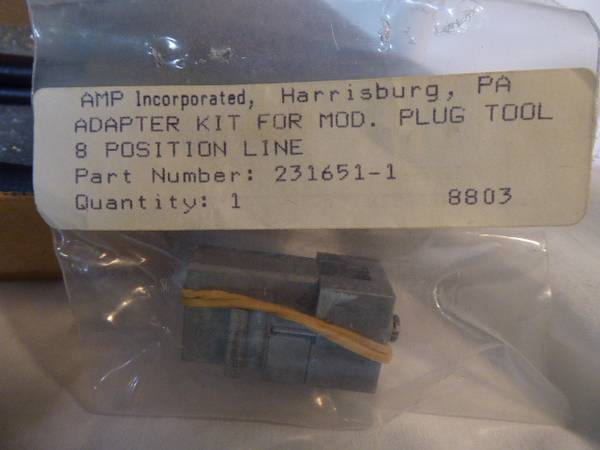 AMP Incorporated, Harrisburg, PA
ADAPTER KIT FOR MOD. PLUG TOOL
8 POSITION LINE
Part Number: 231651-1
Quantity: 1 8803